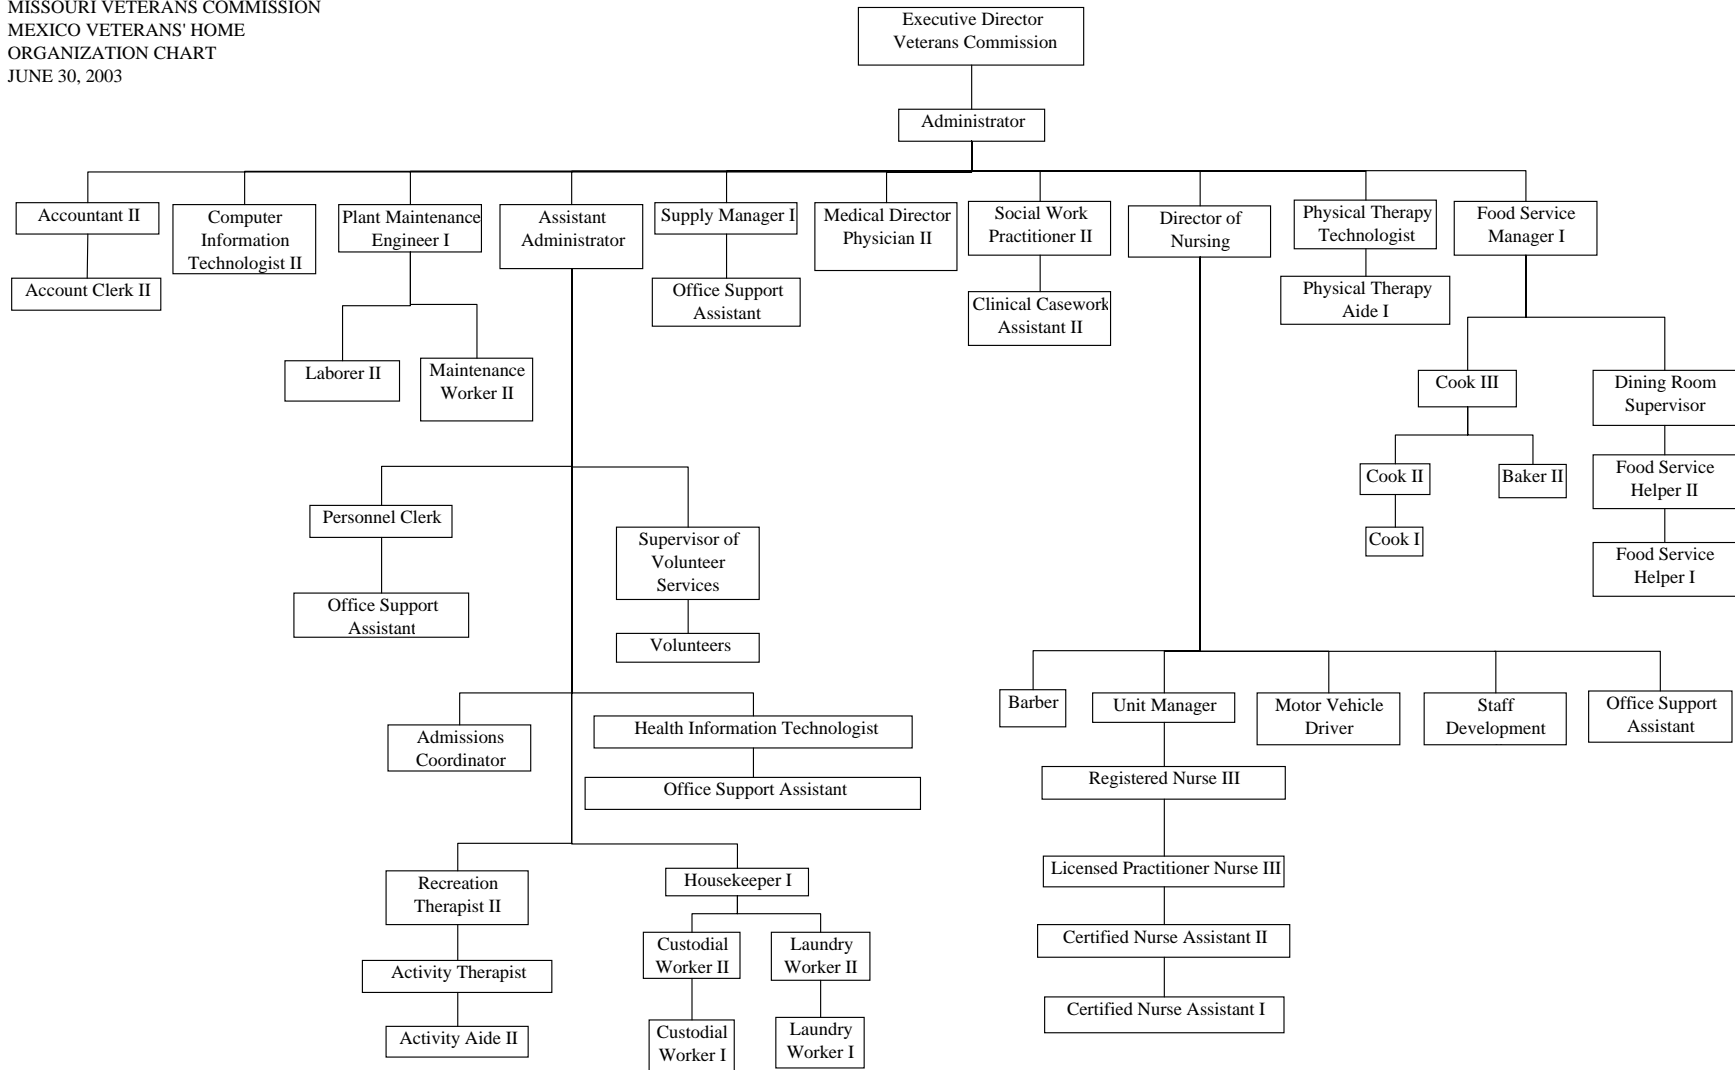 MISSOURI VETERANS COMMISSION
MEXICO VETERANS' HOME
ORGANIZATION CHART
JUNE 30, 2003
Executive Director
Veterans Commission
Administrator
Accountant II
Computer
Information
Technologist II
Plant Maintenance
Engineer I
Assistant
Administrator
Supply Manager I
Medical Director
Physician II
Social Work
Practitioner II
Director of
Nursing
Physical Therapy
Technologist
Food Service
Manager I
Account Clerk II
Office Support
Assistant
Clinical Casework
Assistant II
Physical Therapy
Aide I
Laborer II
Maintenance
Worker II
Cook III
Dining Room
Supervisor
Cook II
Baker II
Food Service
Helper II
Cook I
Food Service
Helper I
Personnel Clerk
Supervisor of
Volunteer
Services
Office Support
Assistant
Volunteers
Barber
Unit Manager
Motor Vehicle
Driver
Staff
Development
Office Support
Assistant
Admissions
Coordinator
Health Information Technologist
Office Support Assistant
Registered Nurse III
Licensed Practitioner Nurse III
Certified Nurse Assistant II
Certified Nurse Assistant I
Recreation
Therapist II
Housekeeper I
Activity Therapist
Custodial
Worker II
Laundry
Worker II
Activity Aide II
Custodial
Worker I
Laundry
Worker I